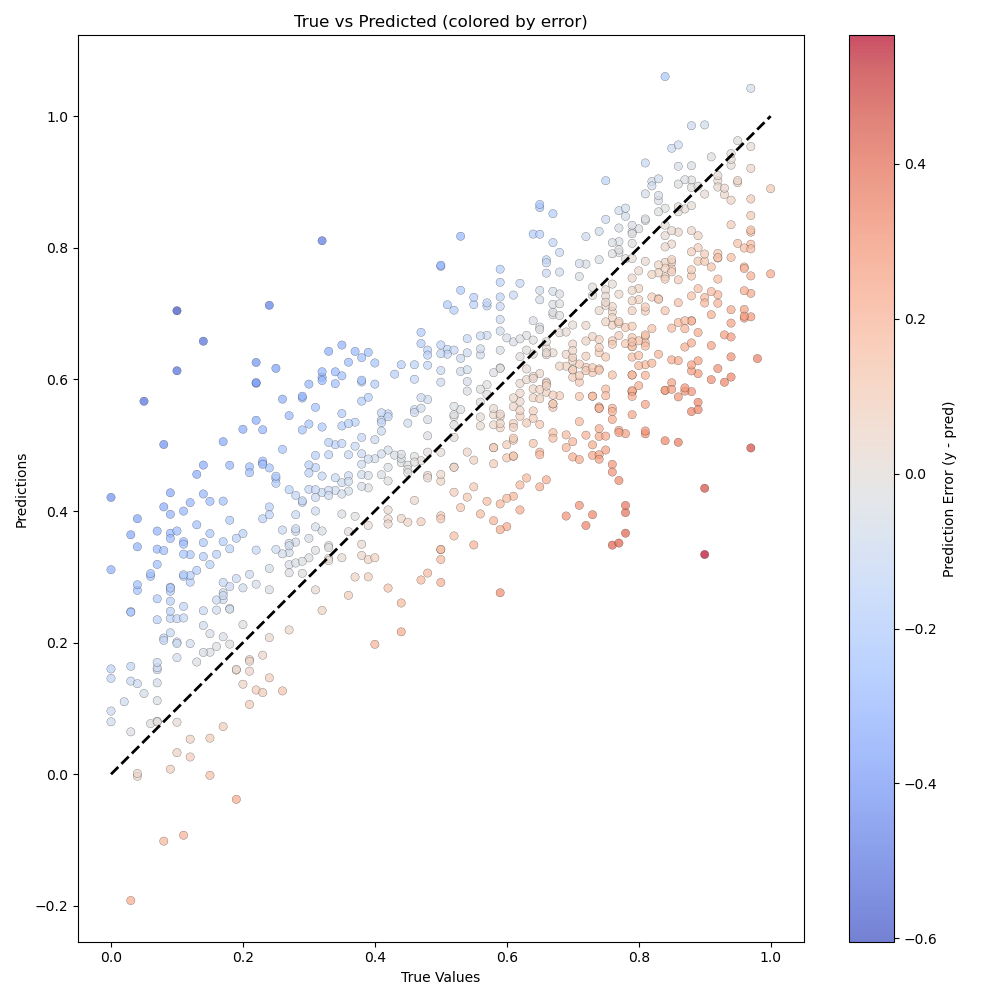 True vs Predicted (colored by error)
Predictions
1.0
0.8
0.6
0.4
0.2
0.0
−0.2
0.0 0.2 0.4 0.6 0.8 1.0
True Values
0.4
0.2
0.0
−0.2
−0.4
−0.6
Prediction Error (y - pred)